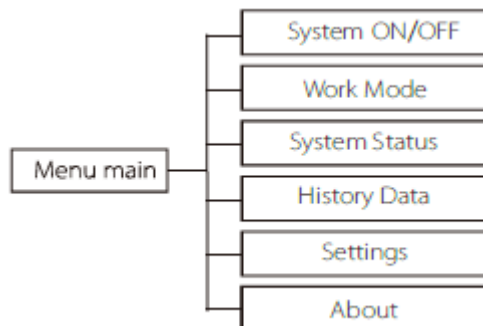 System ON/OFF
Work Mode
System Status
Menu main
History Data
Settings
About